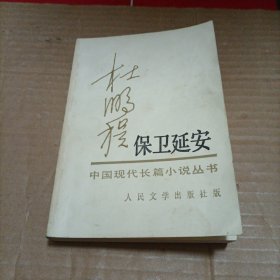 杜鹏程
保卫延安
中国现代长篇小说丛书
人民文学出版社版